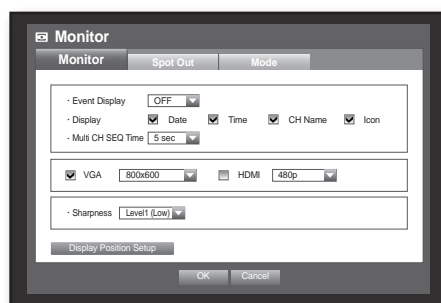 Monitor
Monitor Spot Out Mode
· Event Display OFF
· Display Date Time CH Name Icon
· Multi CH SEQ Time 5 sec
VGA 800x600 HDMI 480p
· Sharpness Level1 (Low)
Display Position Setup
OK Cancel